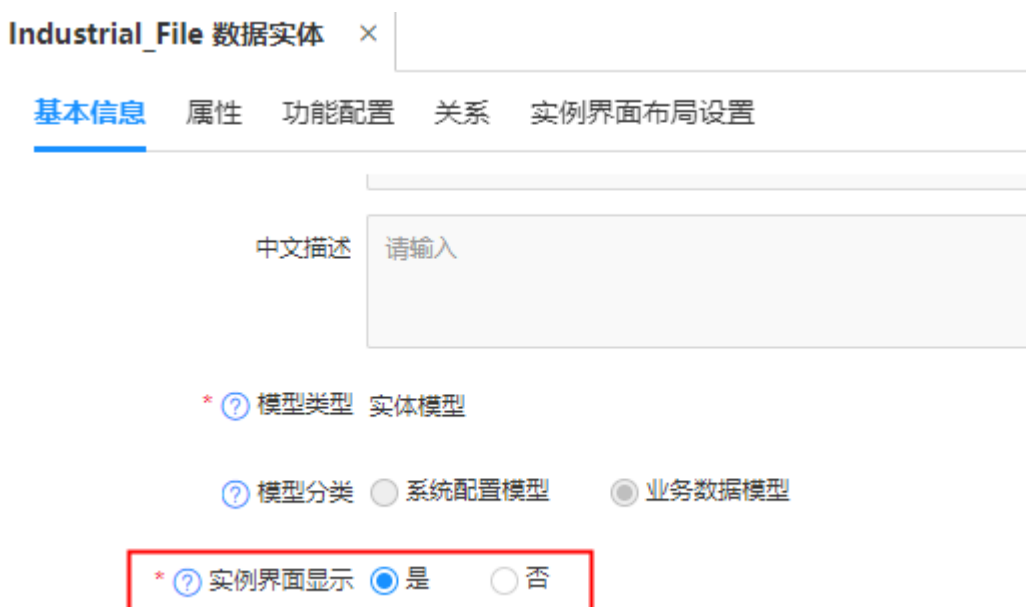 Industrial_File 数据实体 ×
基本信息 属性 功能配置 关系 实例界面布局设置
中文描述 请输入
* ? 模型类型 实体模型
? 模型分类 系统配置模型 业务数据模型
* ? 实例界面显示 是 否